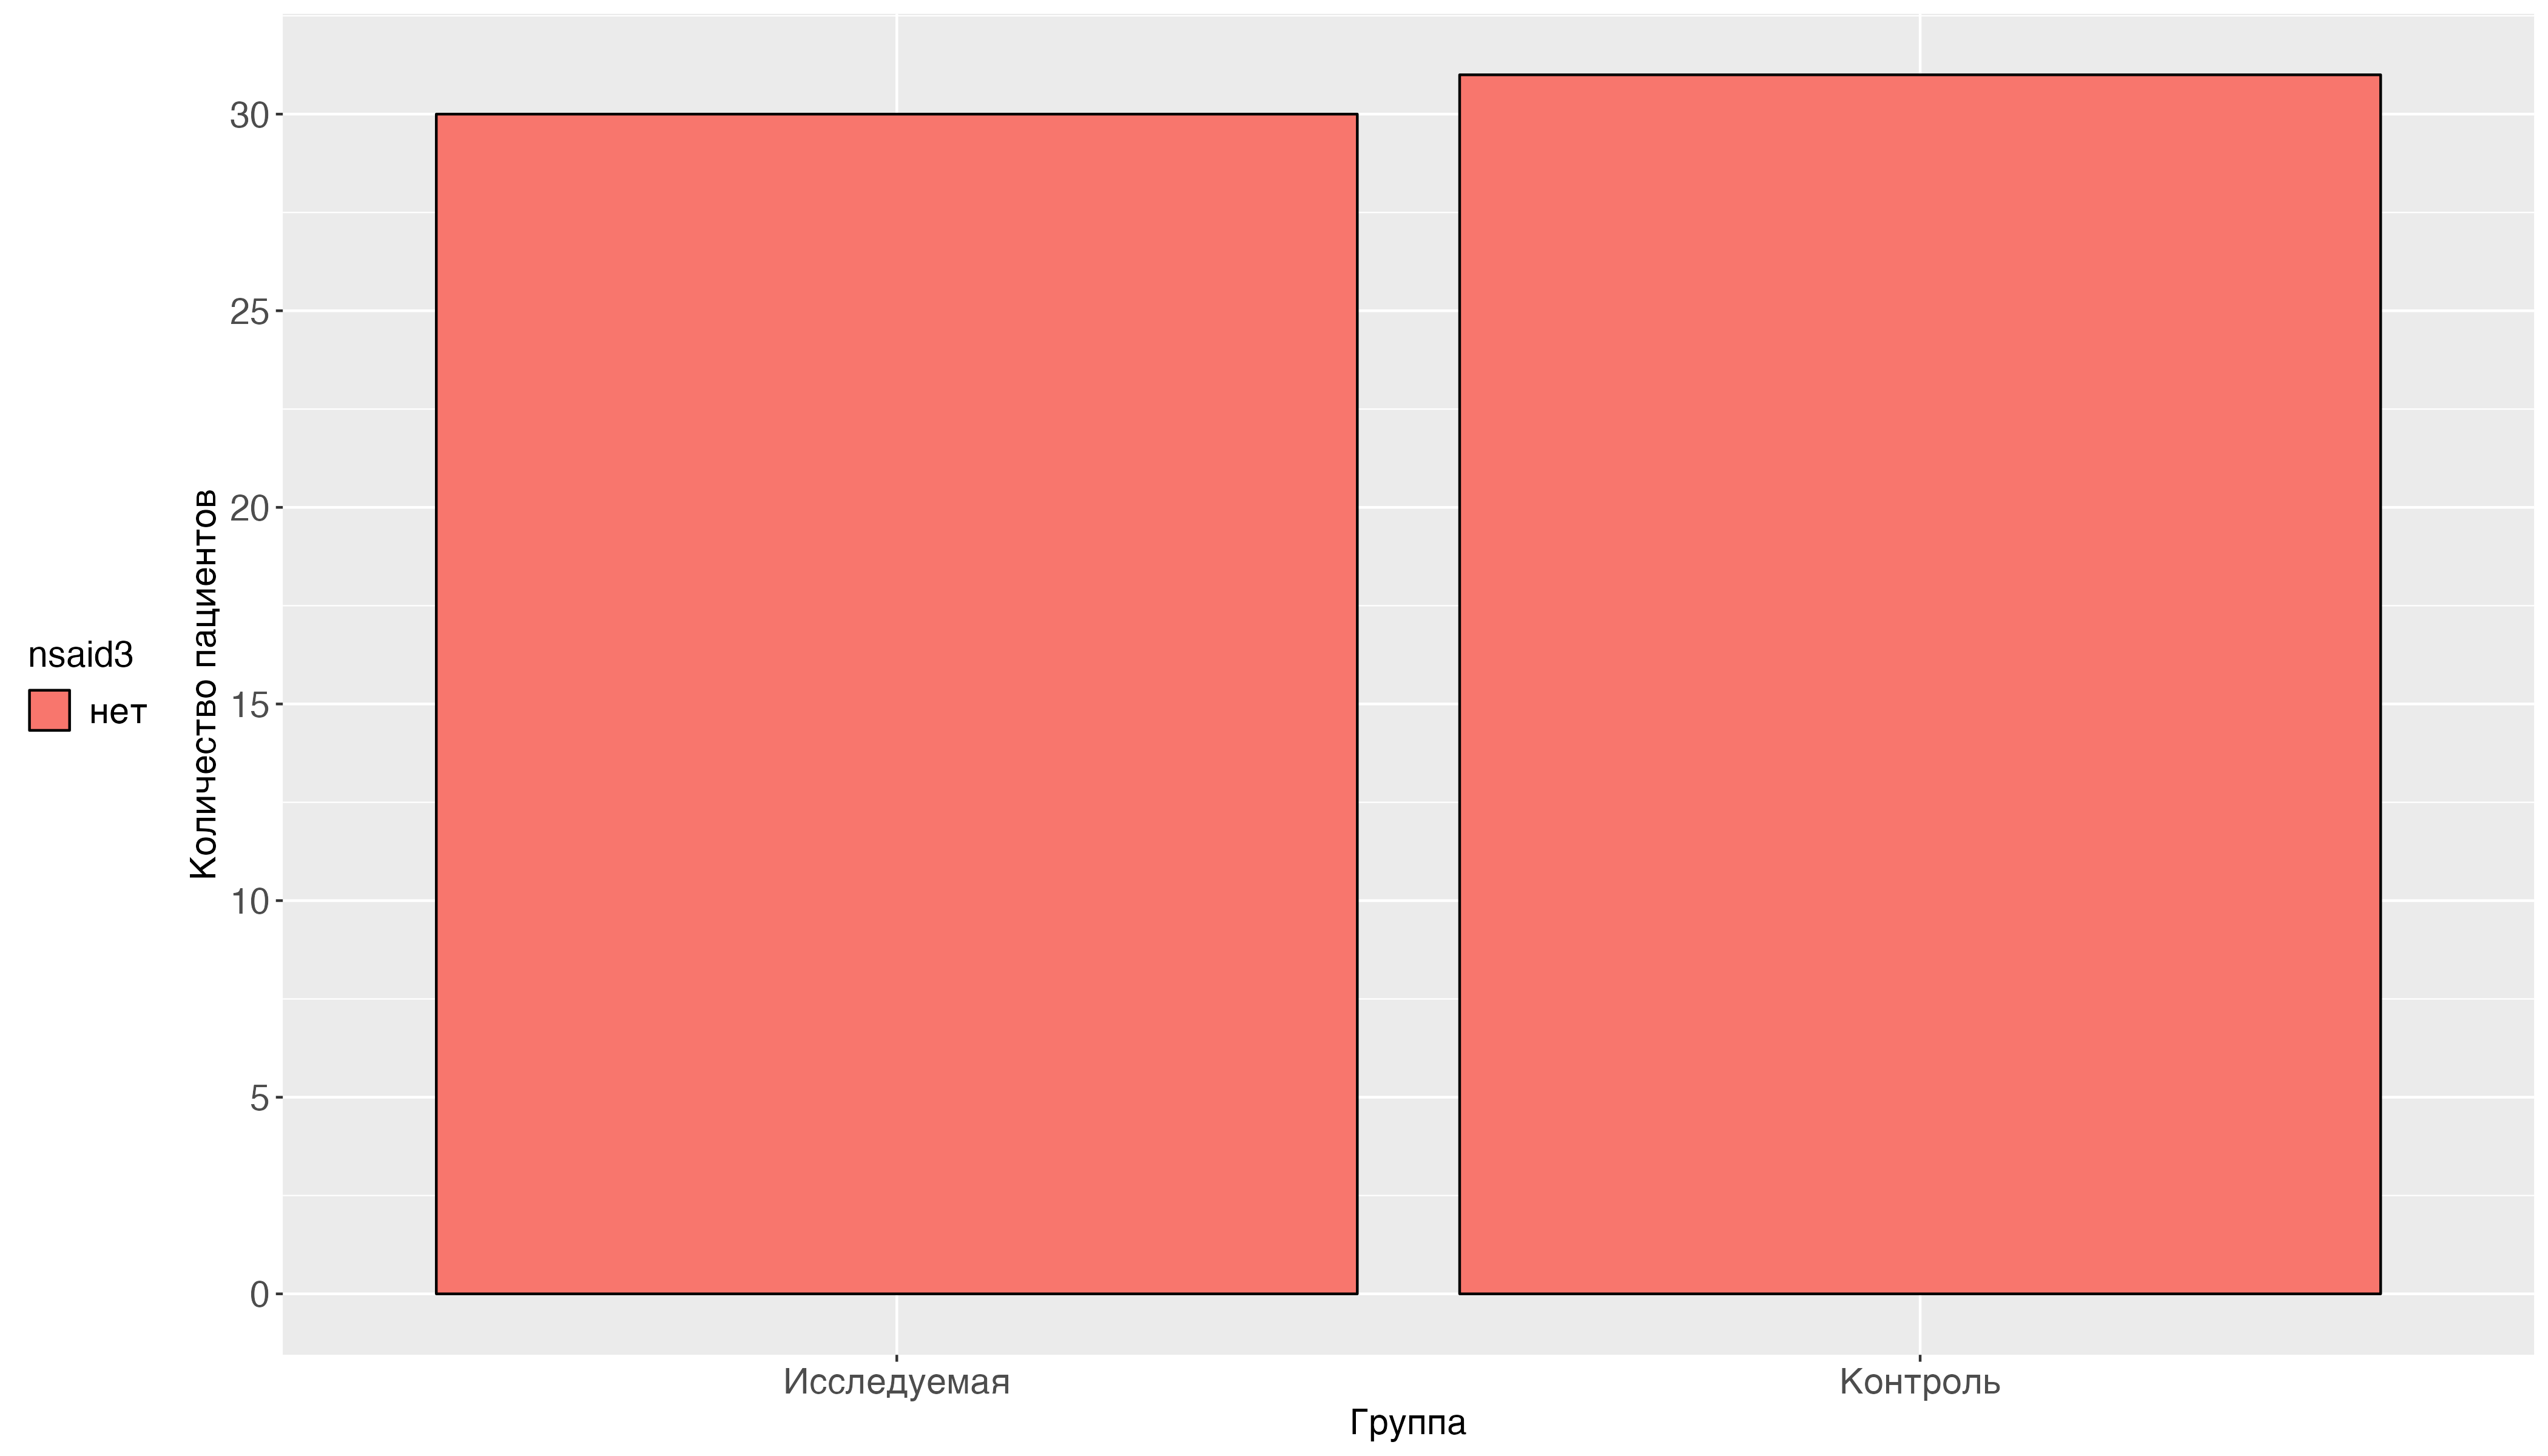 nsaid3
нет
Количество пациентов
30
25
20
15
10
5
0
Исследуемая
Контроль
Группа